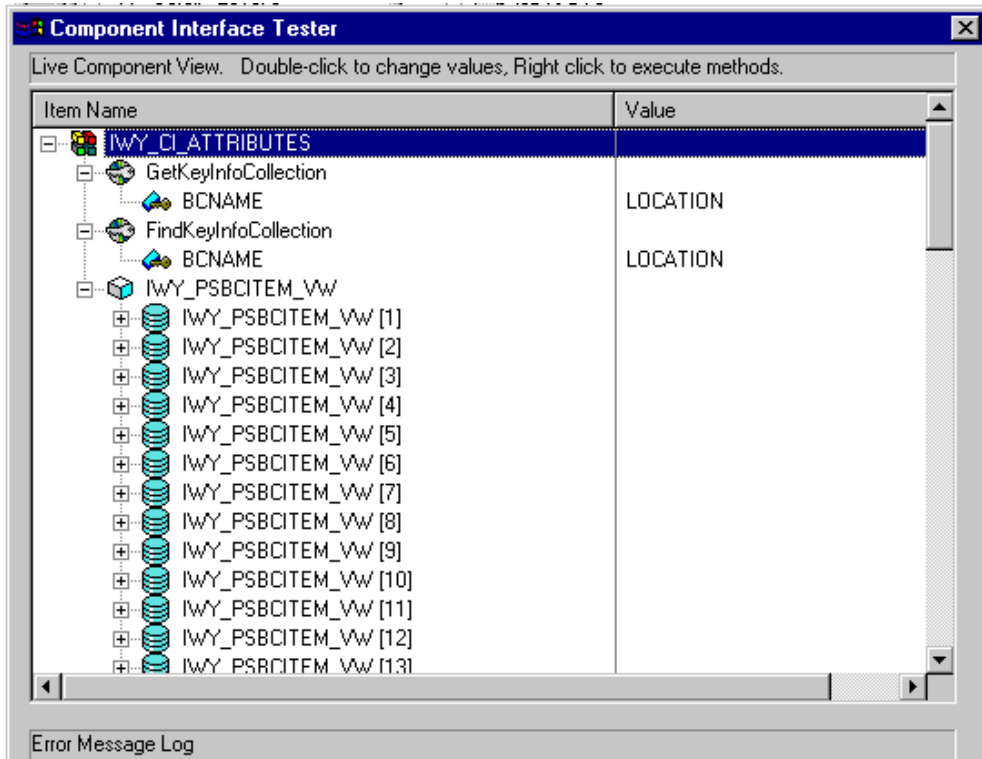 Component Interface Tester
Live Component View. Double-click to change values, Right click to execute methods.
Item Name Value
IWY_CI_ATTRIBUTES
GetKeyInfoCollection
BCNAME LOCATION
FindKeyInfoCollection
BCNAME LOCATION
IWY_PSBCITEM_VW
IWY_PSBCITEM_VW [1]
IWY_PSBCITEM_VW [2]
IWY_PSBCITEM_VW [3]
IWY_PSBCITEM_VW [4]
IWY_PSBCITEM_VW [5]
IWY_PSBCITEM_VW [6]
IWY_PSBCITEM_VW [7]
IWY_PSBCITEM_VW [8]
IWY_PSBCITEM_VW [9]
IWY_PSBCITEM_VW [10]
IWY_PSBCITEM_VW [11]
IWY_PSBCITEM_VW [12]
IWY_PSBCITEM_VW [13]
Error Message Log